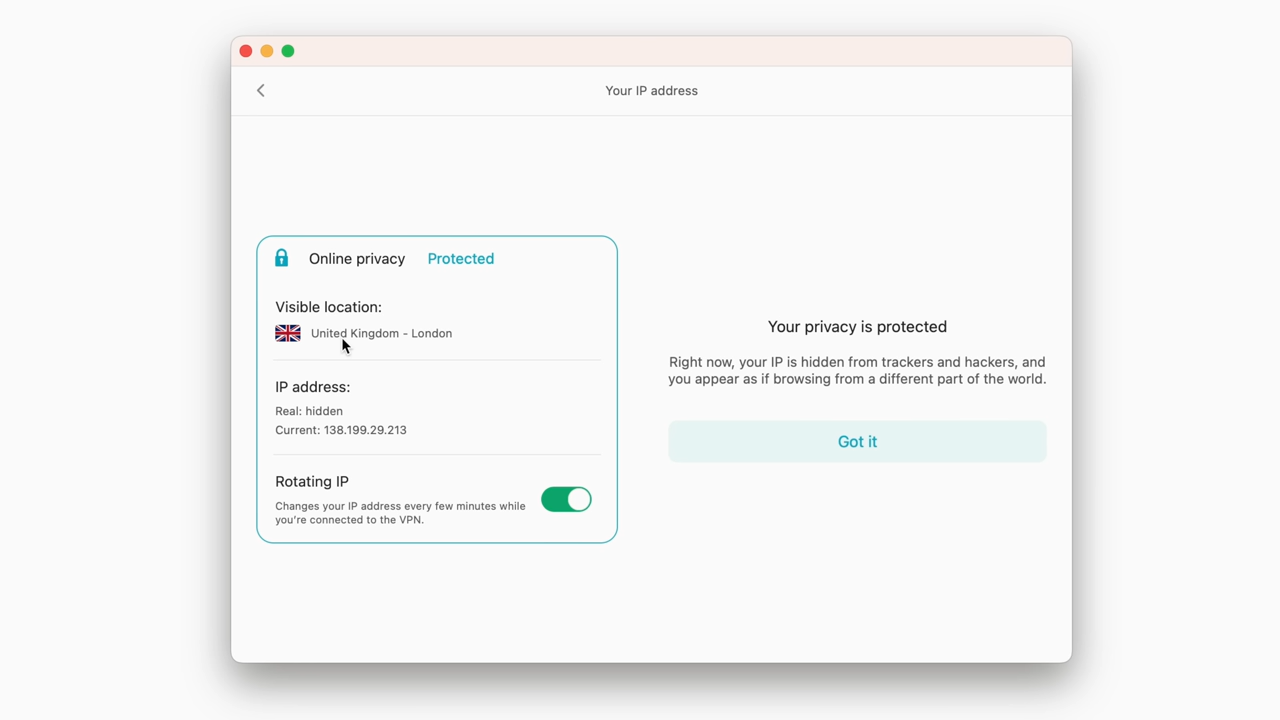 Your IP address
Online privacy Protected
Visible location:
United Kingdom - London
IP address:
Real: hidden
Current: 138.199.29.213
Rotating IP
Changes your IP address every few minutes while
you're connected to the VPN.
Your privacy is protected
Right now, your IP is hidden from trackers and hackers, and
you appear as if browsing from a different part of the world.
Got it